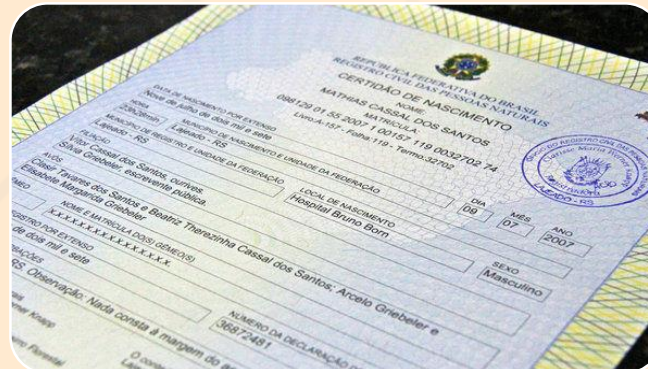 REPÚBLICA FEDERATIVA DO BRASIL
REGISTRO CIVIL DAS PESSOAS NATURAIS
CERTIDÃO DE NASCIMENTO
NOME
MATHIAS CASSAL DOS SANTOS
MATRÍCULA
098129 01 55 2007 1 00157 119 0032702 74
Livro:A-157 - Folha:119 - Termo:32702
DATA DE NASCIMENTO POR EXTENSO
Nove de julho de dois mil e sete
DIA MÊS ANO
09 07 2007
HORA MUNICÍPIO DE NASCIMENTO E UNIDADE DA FEDERAÇÃO
23h28min Lajeado - RS
MUNICÍPIO DE REGISTRO E UNIDADE DA FEDERAÇÃO LOCAL DE NASCIMENTO SEXO
Lajeado - RS Hospital Bruno Born Masculino
FILIAÇÃO
Vitor Cassal dos Santos, ourives.
Silvia Griebeler, escrevente pública.
AVÓS
Clasir Tavares dos Santos e Beatriz Therezinha Cassal dos Santos; Arcelo Griebeler e
Elisabete Margarida Griebeler
NOME E MATRÍCULA DO(S) GÊMEO(S)
xxxxxxxxxxxxxxxxx
REGISTRO POR EXTENSO NÚMERO DA DECLARAÇÃO
de dois mil e sete 36872481
RS. Observação: Nada consta à margem do
Knapp
O
LAJEADO - RS